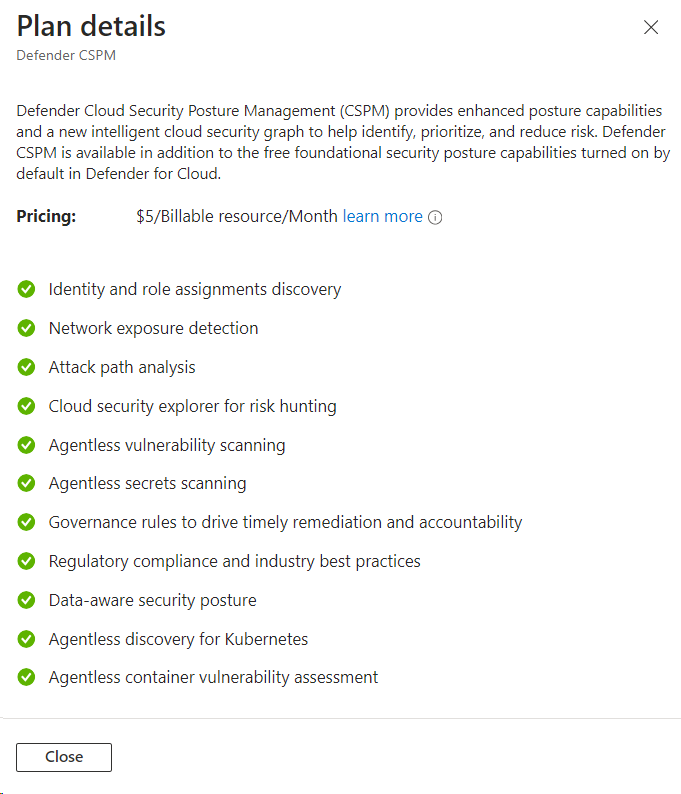 Plan details
Defender CSPM
Defender Cloud Security Posture Management (CSPM) provides enhanced posture capabilities
and a new intelligent cloud security graph to help identify, prioritize, and reduce risk. Defender
CSPM is available in addition to the free foundational security posture capabilities turned on by
default in Defender for Cloud.
Pricing: $5/Billable resource/Month learn more
Identity and role assignments discovery
Network exposure detection
Attack path analysis
Cloud security explorer for risk hunting
Agentless vulnerability scanning
Agentless secrets scanning
Governance rules to drive timely remediation and accountability
Regulatory compliance and industry best practices
Data-aware security posture
Agentless discovery for Kubernetes
Agentless container vulnerability assessment
Close